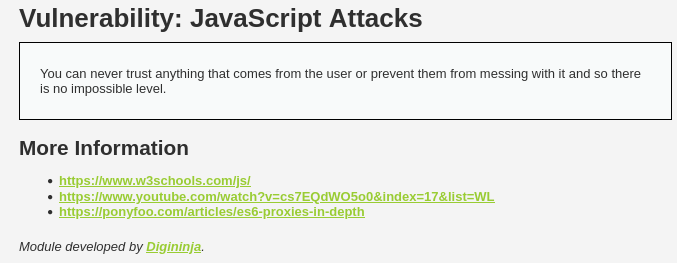 Vulnerability: JavaScript Attacks
You can never trust anything that comes from the user or prevent them from messing with it and so there
is no impossible level.
More Information
• https://www.w3schools.com/js/
• https://www.youtube.com/watch?v=cs7EQdWO5o0&index=17&list=WL
• https://ponyfoo.com/articles/es6-proxies-in-depth
Module developed by Digininja.